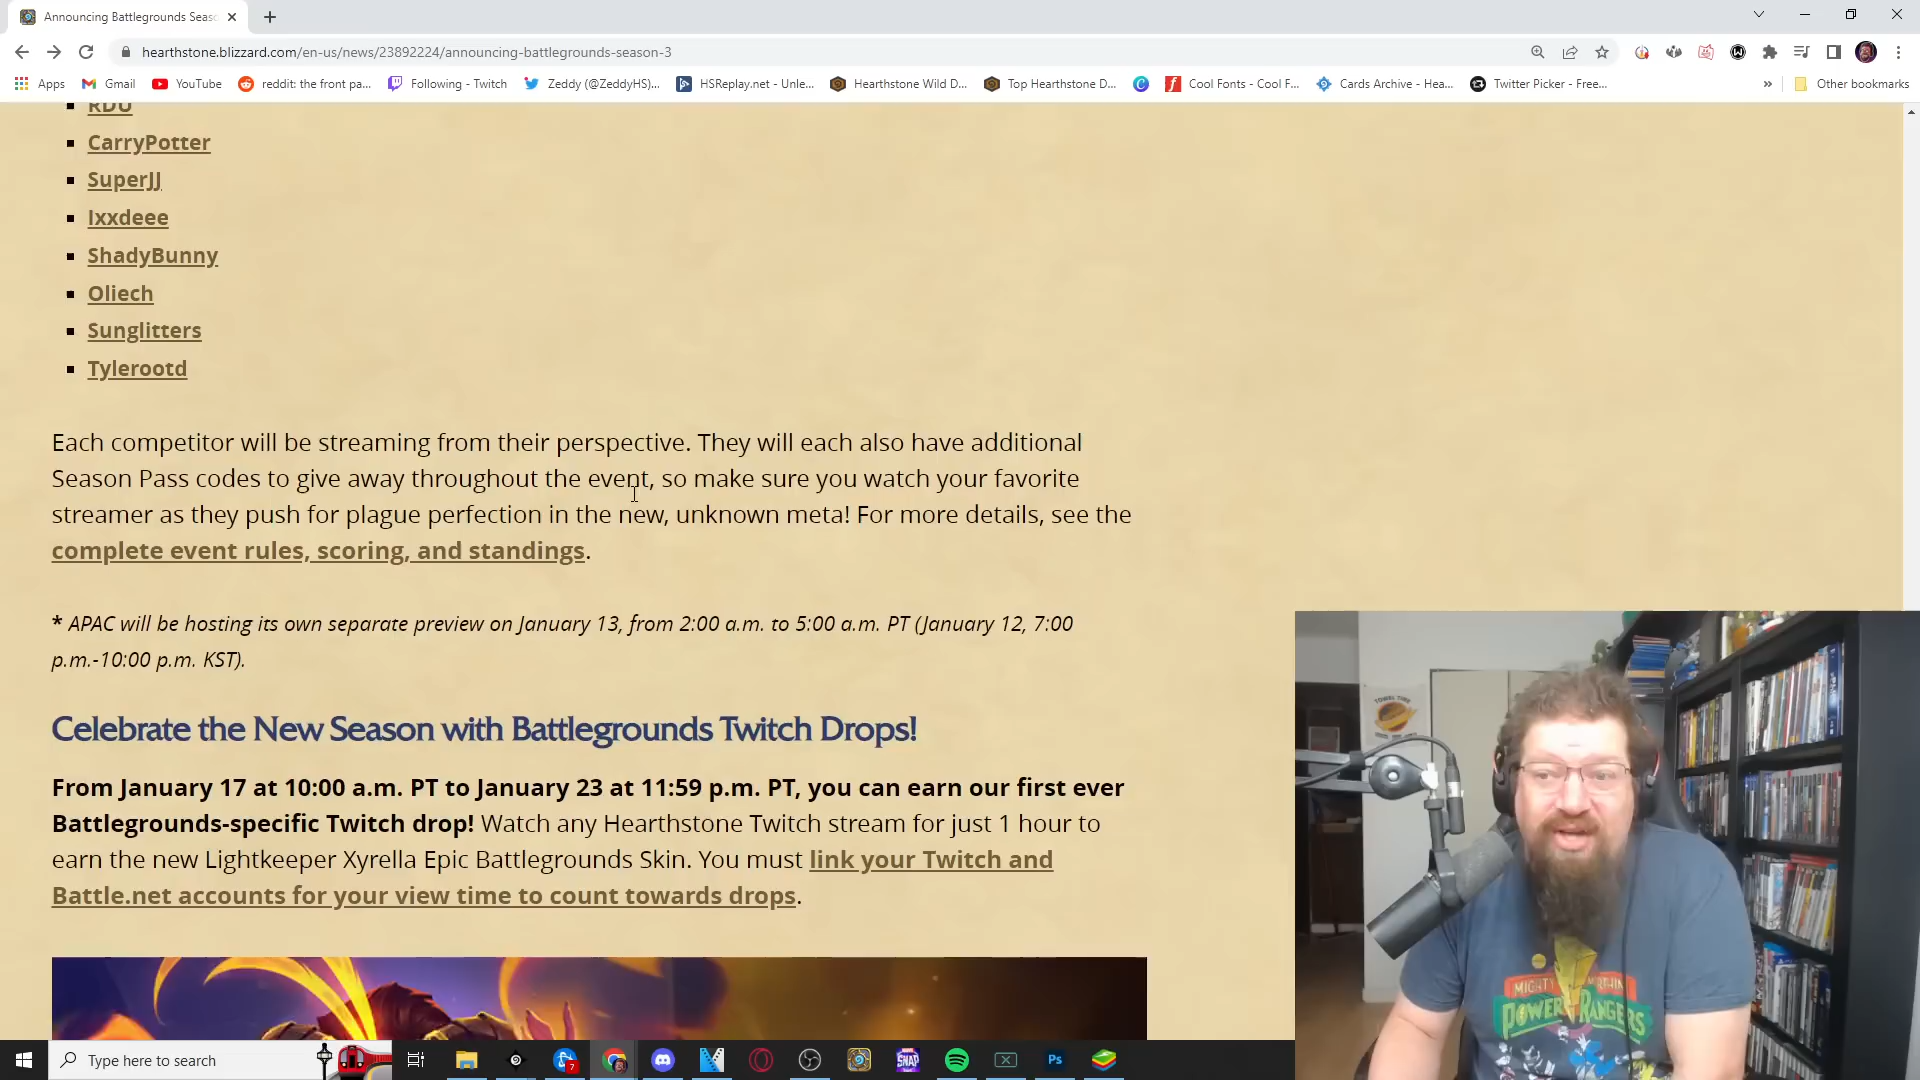 Announcing Battlegrounds Seas
hearthstone.blizzard.com/en-us/news/23892224/announcing-battlegrounds-season-3
Apps
Gmail
YouTube
reddit: the front pa...
Following - Twitch
Zeddy (@ZeddyHS)...
HSReplay.net - Unle...
Hearthstone Wild D...
Top Hearthstone D...
Cool Fonts - Cool F...
Cards Archive - Hea...
Twitter Picker - Free...
»
Other bookmarks
RDU
CarryPotter
SuperJJ
Ixxdeee
ShadyBunny
Oliech
Sunglitters
Tylerootd
Each competitor will be streaming from their perspective. They will each also have additional
Season Pass codes to give away throughout the event, so make sure you watch your favorite
streamer as they push for plague perfection in the new, unknown meta! For more details, see the
complete event rules, scoring, and standings.
* APAC will be hosting its own separate preview on January 13, from 2:00 a.m. to 5:00 a.m. PT (January 12, 7:00
p.m.-10:00 p.m. KST).
Celebrate the New Season with Battlegrounds Twitch Drops!
From January 17 at 10:00 a.m. PT to January 23 at 11:59 p.m. PT, you can earn our first ever
Battlegrounds-specific Twitch drop! Watch any Hearthstone Twitch stream for just 1 hour to
earn the new Lightkeeper Xyrella Epic Battlegrounds Skin. You must link your Twitch and
Battle.net accounts for your view time to count towards drops.
MIGHTY MORPHIN
POWER RANGERS
Type here to search
7
SNAP
Ps